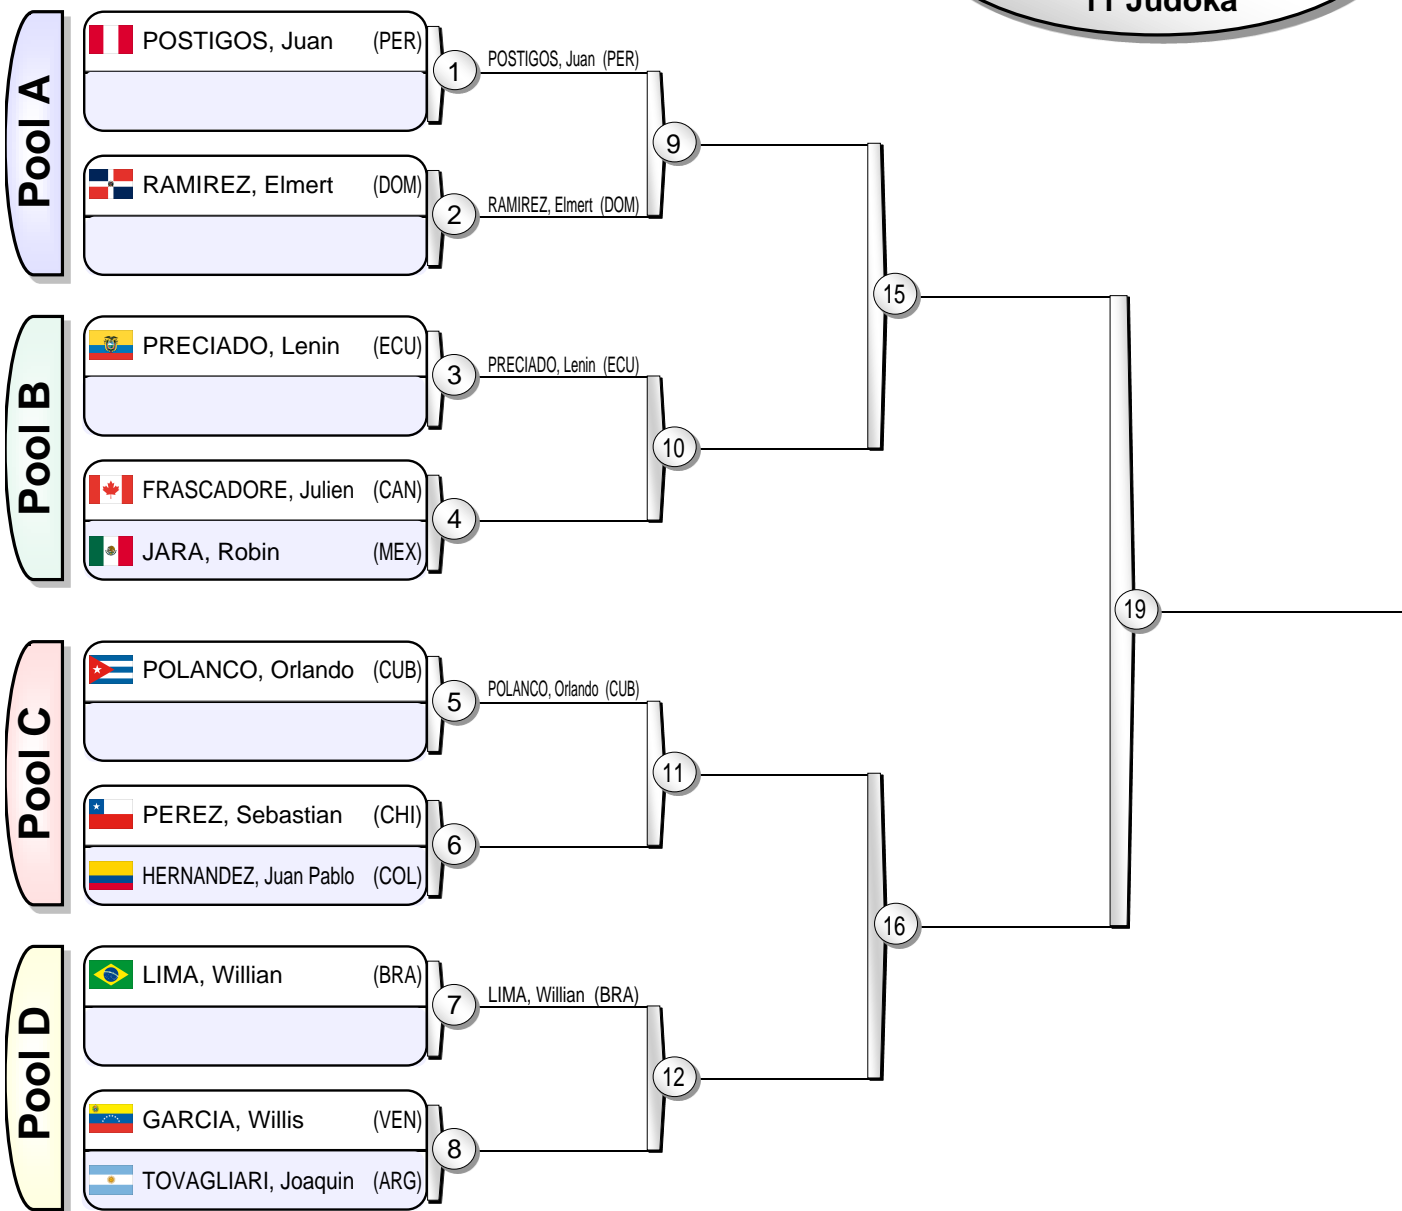 11 Judoka
Pool A
POSTIGOS, Juan (PER)
1
POSTIGOS, Juan (PER)
9
RAMIREZ, Elmert (DOM)
2
RAMIREZ, Elmert (DOM)
15
Pool B
PRECIADO, Lenin (ECU)
3
PRECIADO, Lenin (ECU)
10
FRASCADORE, Julien (CAN)
4
JARA, Robin (MEX)
19
Pool C
POLANCO, Orlando (CUB)
5
POLANCO, Orlando (CUB)
11
PEREZ, Sebastian (CHI)
6
HERNANDEZ, Juan Pablo (COL)
16
Pool D
LIMA, Willian (BRA)
7
LIMA, Willian (BRA)
12
GARCIA, Willis (VEN)
8
TOVAGLIARI, Joaquin (ARG)